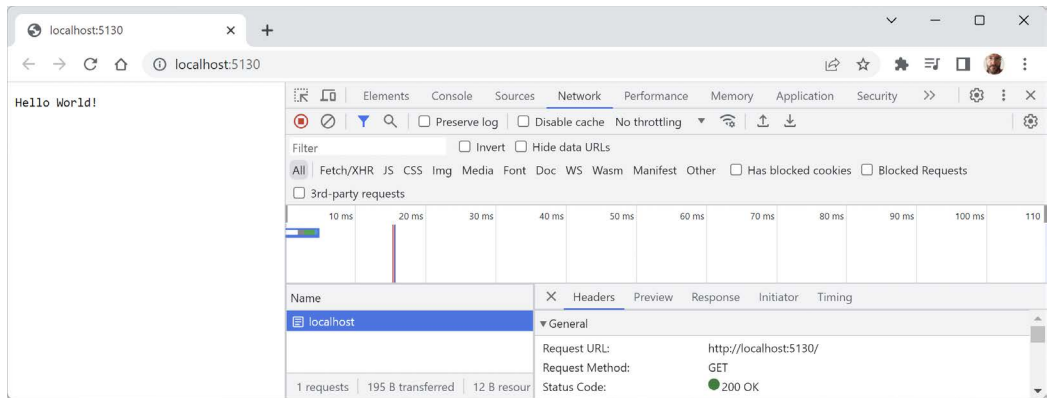 localhost:5130
localhost:5130
Hello World!
Elements Console Sources Network Performance Memory Application Security
Preserve log Disable cache No throttling
Filter Invert Hide data URLs
All Fetch/XHR JS CSS Img Media Font Doc WS Wasm Manifest Other Has blocked cookies Blocked Requests
3rd-party requests
10 ms 20 ms 30 ms 40 ms 50 ms 60 ms 70 ms 80 ms 90 ms 100 ms 110
Name
Headers Preview Response Initiator Timing
localhost
General
Request URL: http://localhost:5130/
Request Method: GET
Status Code: 200 OK
1 requests 195 B transferred 12 B resour